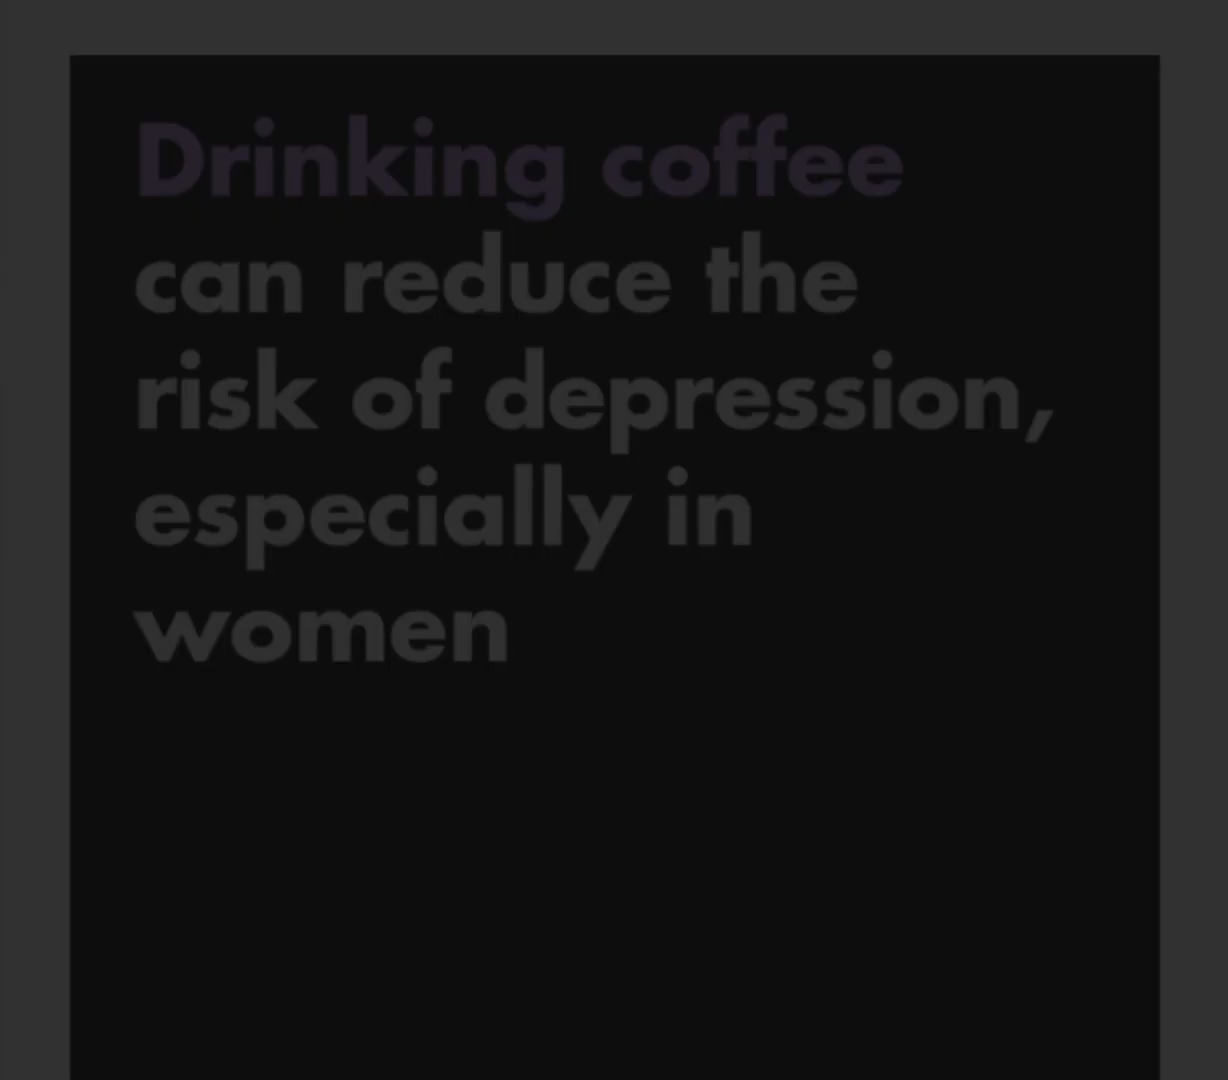 Drinking coffee
can reduce the
risk of depression,
especially in
women